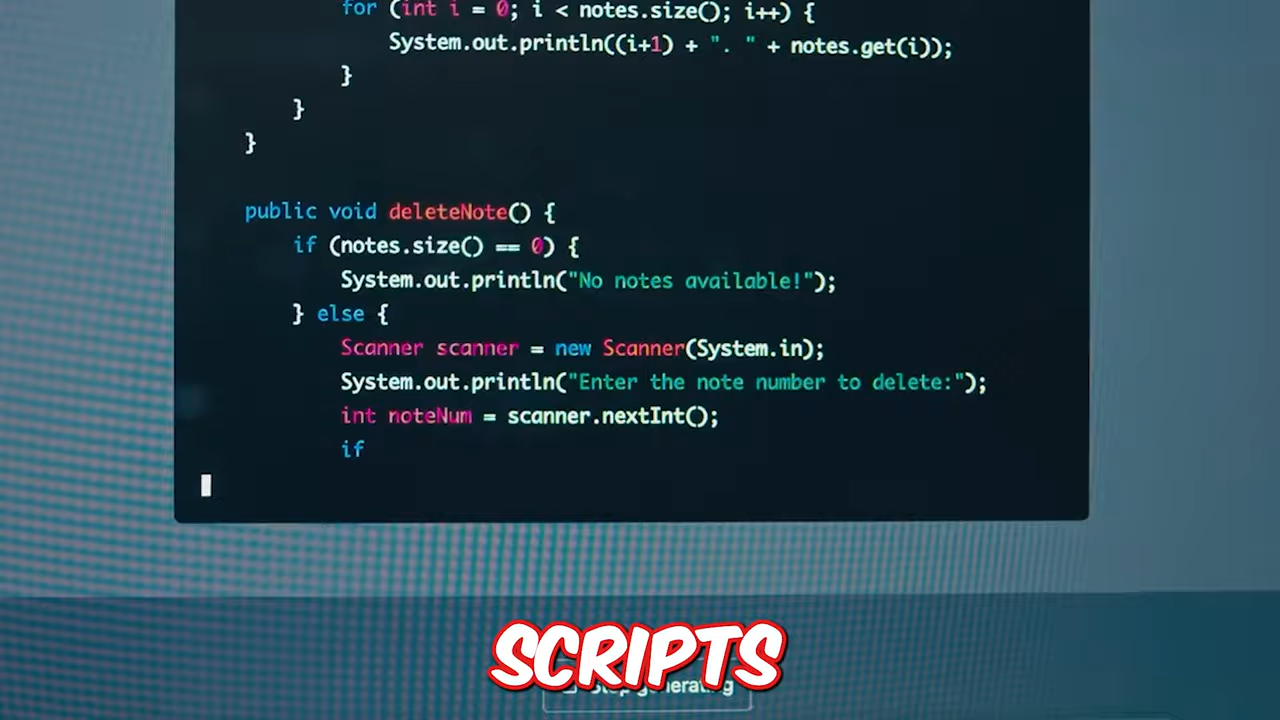 for (int i = 0; i < notes.size(); i++) {
System.out.println((i+1) + ". " + notes.get(i));
}
}
}
public void deleteNote() {
if (notes.size() == 0) {
System.out.println("No notes available!");
} else {
Scanner scanner = new Scanner(System.in);
System.out.println("Enter the note number to delete:");
int noteNum = scanner.nextInt();
if
SCRIPTS
Stop generating